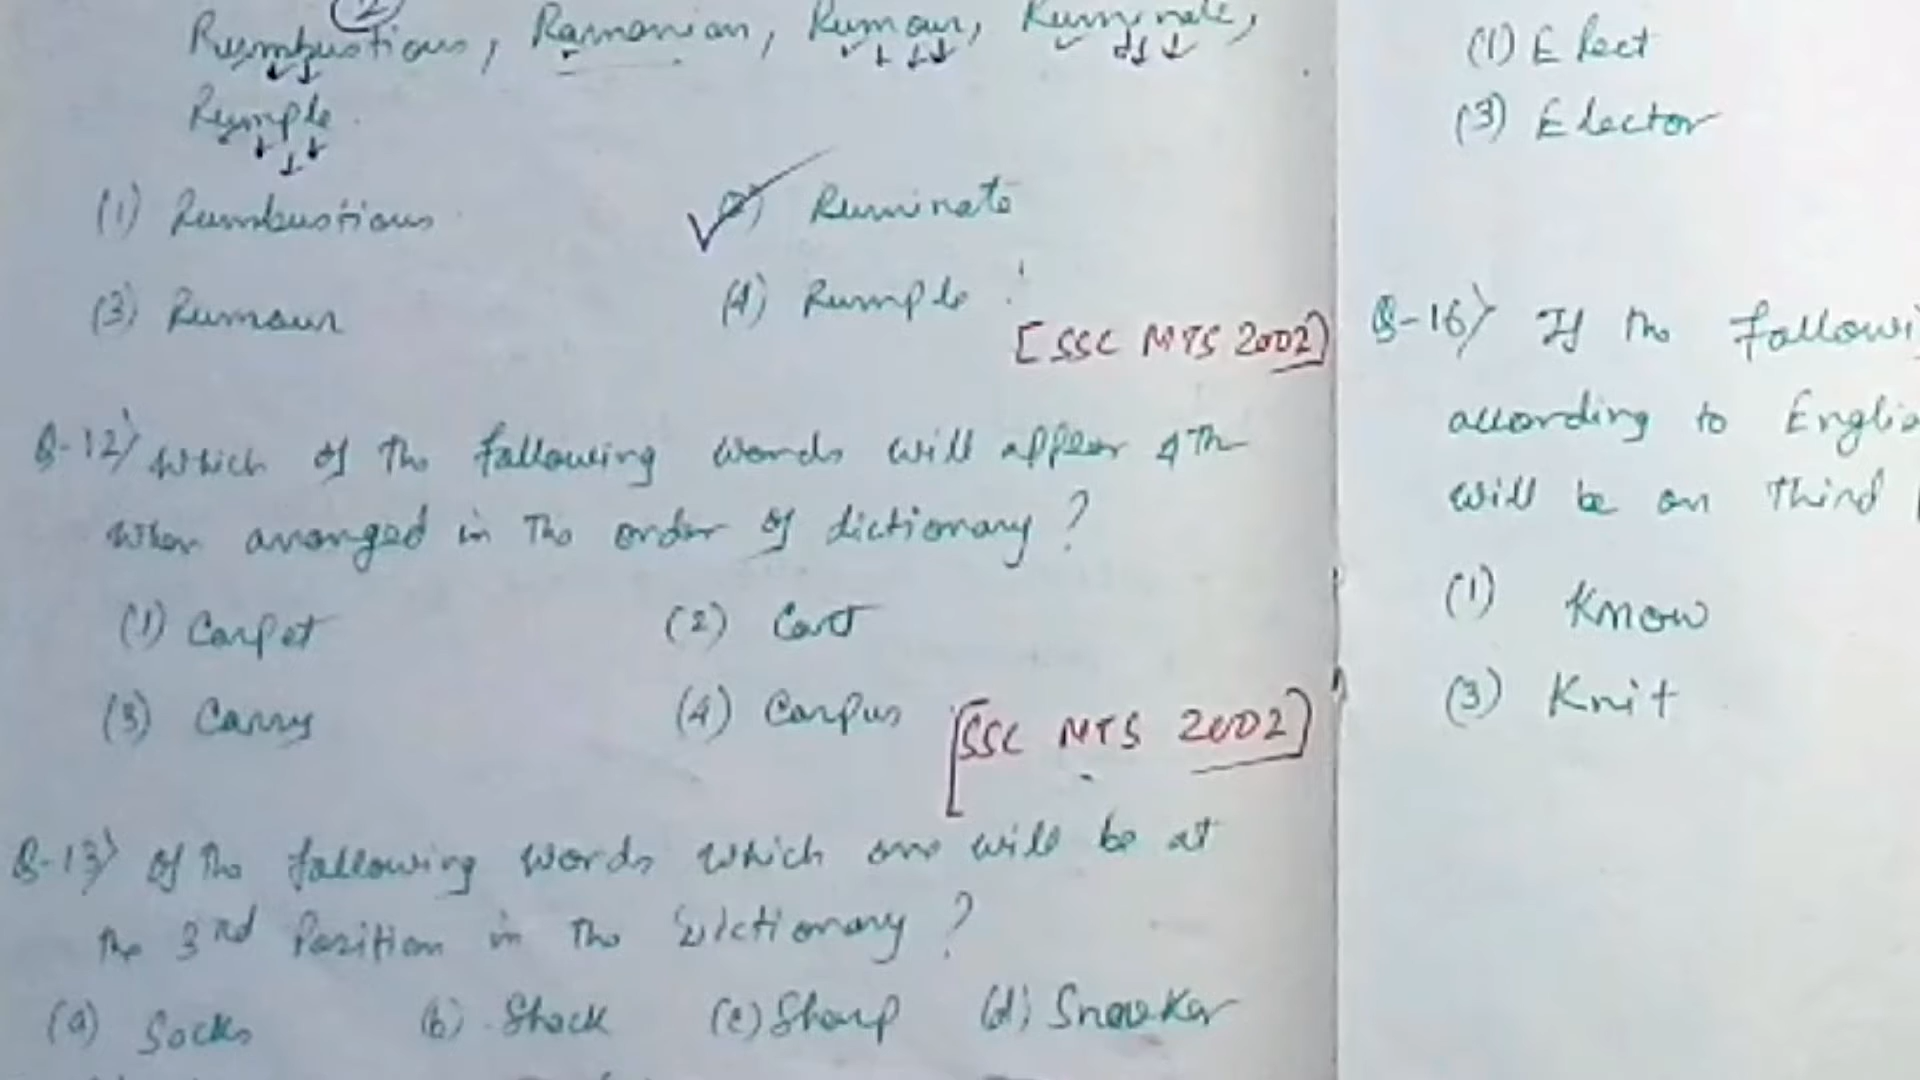 2
Rumbustious, Ramanian, Rumour, Ruminate,
Rumple.
(1) Rumbustious
(2) Ruminate
(3) Rumour
(4) Rumple
[SSC MTS 2002]
Q-12) Which of the following words will appear 4th
when arranged in the order of dictionary?
(1) Carpet
(2) Cart
(3) Carry
(4) Carpus
[SSC MTS 2002]
Q-13) Of the following words which one will be at
the 3rd Position in the dictionary?
(a) Socks (b) Shock (c) Sharp (d) Snooker
(1) Elect
(3) Elector
Q-16) If the followi
according to Englis
will be on third
(1) Know
(3) Knit